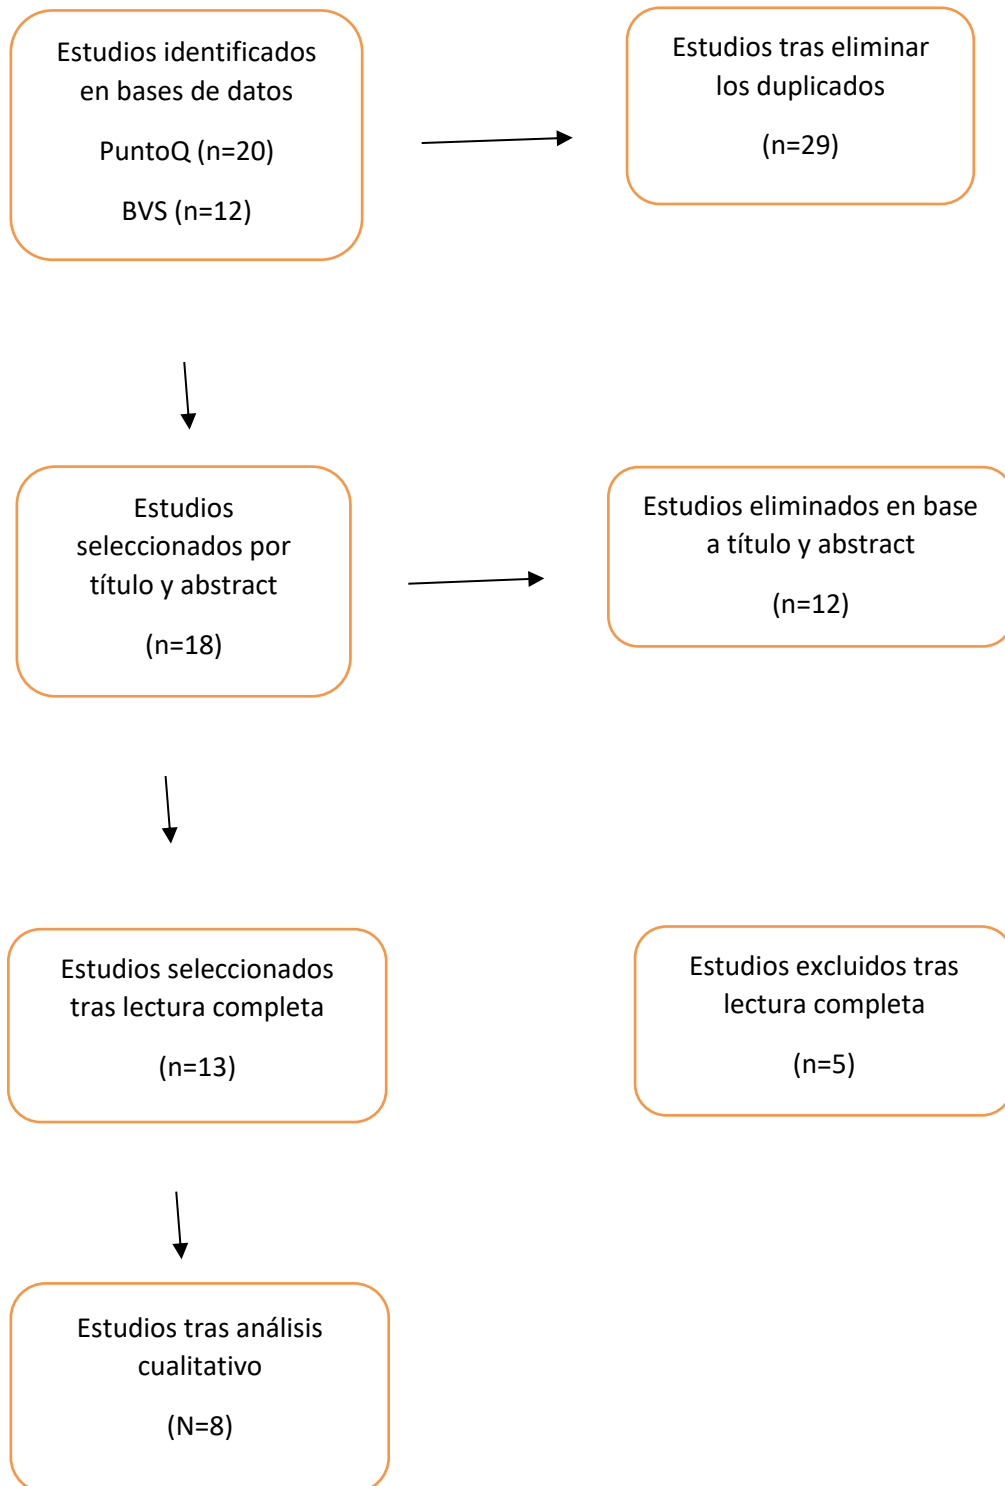 Estudios identificados
en bases de datos
PuntoQ (n=20)
BVS (n=12)
Estudios tras eliminar
los duplicados
(n=29)
Estudios
seleccionados por
título y abstract
(n=18)
Estudios eliminados en base
a título y abstract
(n=12)
Estudios seleccionados
tras lectura completa
(n=13)
Estudios excluidos tras
lectura completa
(n=5)
Estudios tras análisis
cualitativo
(N=8)